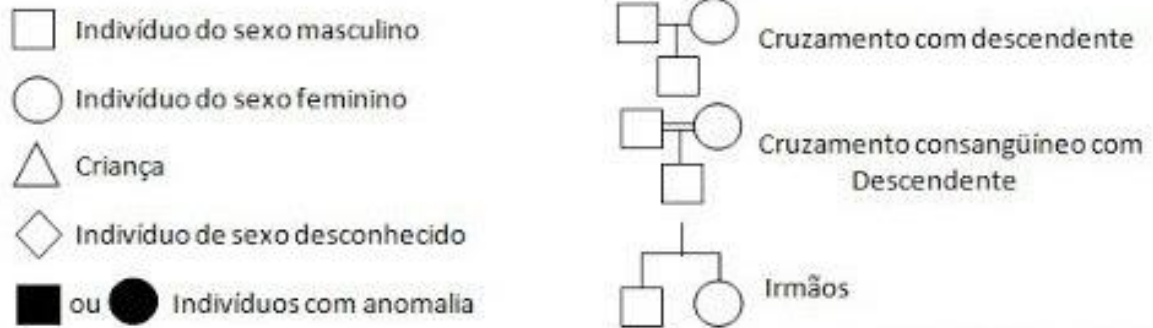 Indivíduo do sexo masculino
Indivíduo do sexo feminino
Criança
Indivíduo de sexo desconhecido
ou Indivíduos com anomalia
Cruzamento com descendente
Cruzamento consangüíneo com
Descendente
Irmãos